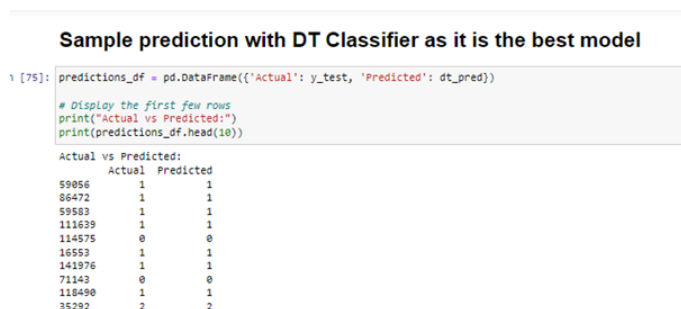 Sample prediction with DT Classifier as it is the best model
[75]: predictions_df = pd.DataFrame({'Actual': y_test, 'Predicted': dt_pred})
# Display the first few rows
print("Actual vs Predicted:")
print(predictions_df.head(10))
Actual vs Predicted:
Actual Predicted
59056 1 1
86472 1 1
59583 1 1
111639 1 1
114575 0 0
16553 1 1
141976 1 1
71143 0 0
118490 1 1
35292 2 2